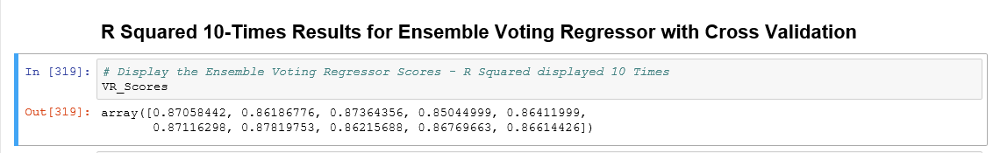 R Squared 10-Times Results for Ensemble Voting Regressor with Cross Validation
In [319]: # Display the Ensemble Voting Regressor Scores - R Squared displayed 10 Times
VR_Scores
Out[319]: array([0.87058442, 0.86186776, 0.87364356, 0.85044999, 0.86411999,
0.87116298, 0.87819753, 0.86215688, 0.86769663, 0.86614426])